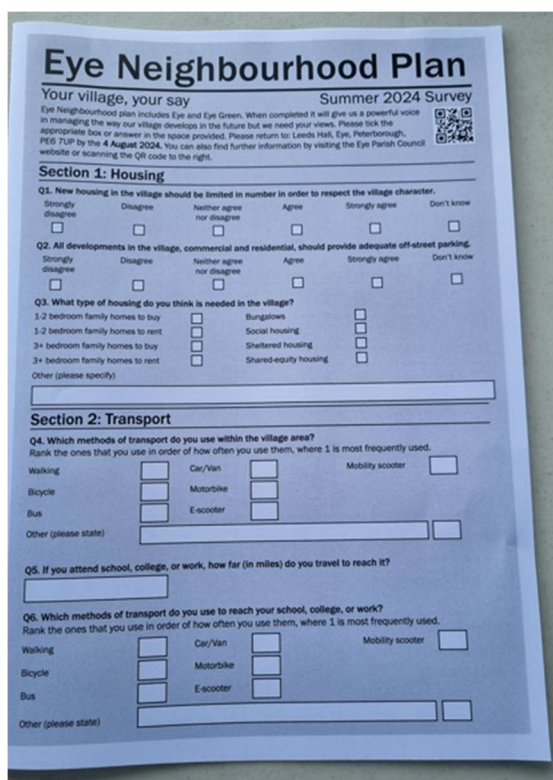 Eye Neighbourhood Plan
Your village, your say Summer 2024 Survey
Eye Neighbourhood plan includes Eye and Eye Green. When completed it will give us a powerful voice
in managing the way our village develops in the future but we need your views. Please tick the
appropriate box or answer in the space provided. Please return to: Leeds Hall, Eye, Peterborough,
PE6 7UP by the 4 August 2024. You can also find further information by visiting the Eye Parish Council
website or scanning the QR code to the right.
Section 1: Housing
Q1. New housing in the village should be limited in number in order to respect the village character.
Strongly disagree Disagree Neither agree nor disagree Agree Strongly agree Don't know
Q2. All developments in the village, commercial and residential, should provide adequate off-street parking.
Strongly disagree Disagree Neither agree nor disagree Agree Strongly agree Don't know
Q3. What type of housing do you think is needed in the village?
1-2 bedroom family homes to buy Bungalows
1-2 bedroom family homes to rent Social housing
3+ bedroom family homes to buy Sheltered housing
3+ bedroom family homes to rent Shared-equity housing
Other (please specify)
Section 2: Transport
Q4. Which methods of transport do you use within the village area?
Rank the ones that you use in order of how often you use them, where 1 is most frequently used.
Walking Car/Van Mobility scooter
Bicycle Motorbike
Bus E-scooter
Other (please state)
Q5. If you attend school, college, or work, how far (in miles) do you travel to reach it?
Q6. Which methods of transport do you use to reach your school, college, or work?
Rank the ones that you use in order of how often you use them, where 1 is most frequently used.
Walking Car/Van Mobility scooter
Bicycle Motorbike
Bus E-scooter
Other (please state)